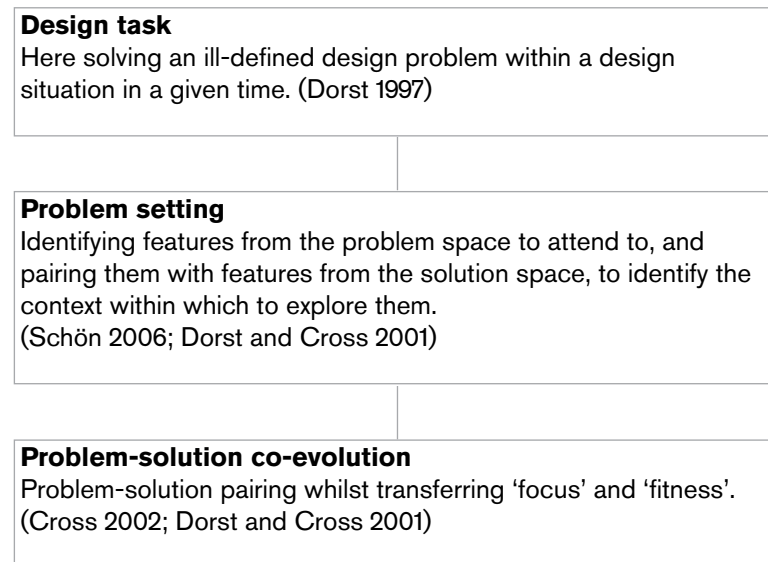 Design task
Here solving an ill-defined design problem within a design
situation in a given time. (Dorst 1997)
Problem setting
Identifying features from the problem space to attend to, and
pairing them with features from the solution space, to identify the
context within which to explore them.
(Schön 2006; Dorst and Cross 2001)
Problem-solution co-evolution
Problem-solution pairing whilst transferring ‘focus’ and ‘fitness’.
(Cross 2002; Dorst and Cross 2001)